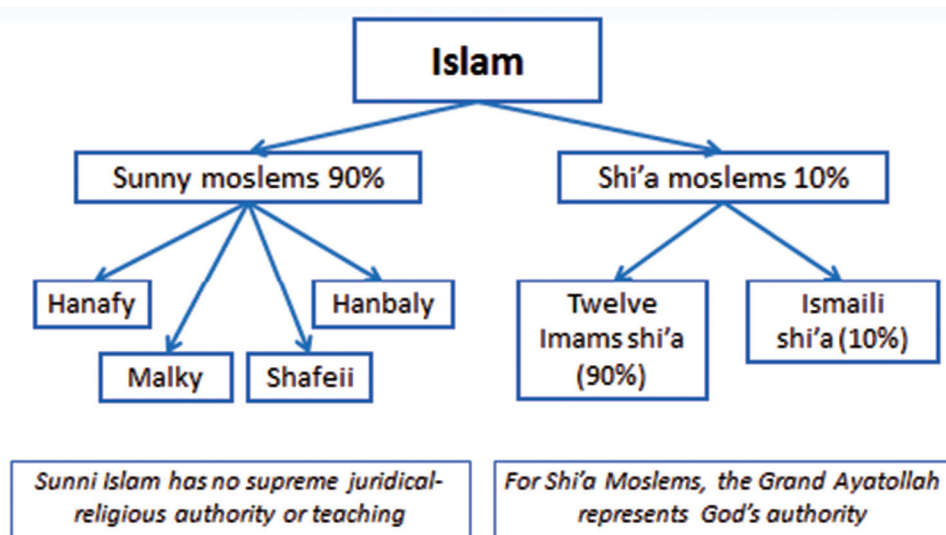 Islam
Sunny moslems 90%
Shi'a moslems 10%
Hanafy
Malky
Shafeii
Hanbaly
Twelve
Imams shi'a
(90%)
Ismaili
shi'a (10%)
Sunni Islam has no supreme juridical-
religious authority or teaching
For Shi'a Moslems, the Grand Ayatollah
represents God's authority